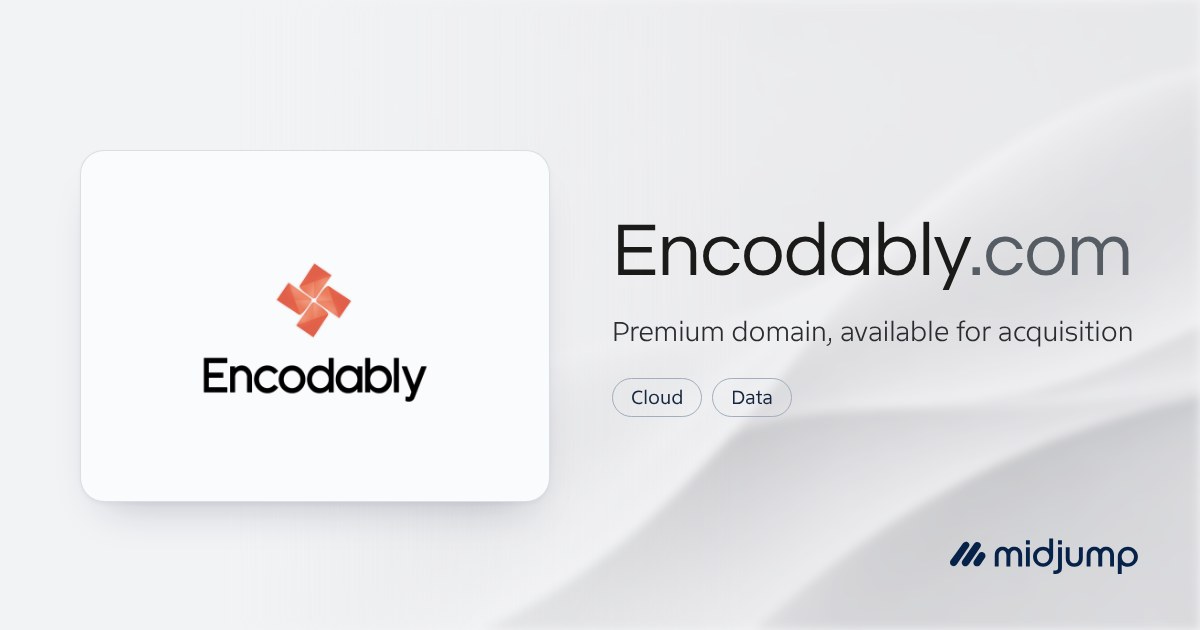 Encodably
Encodably.com
Premium domain, available for acquisition
Cloud
Data
midjump